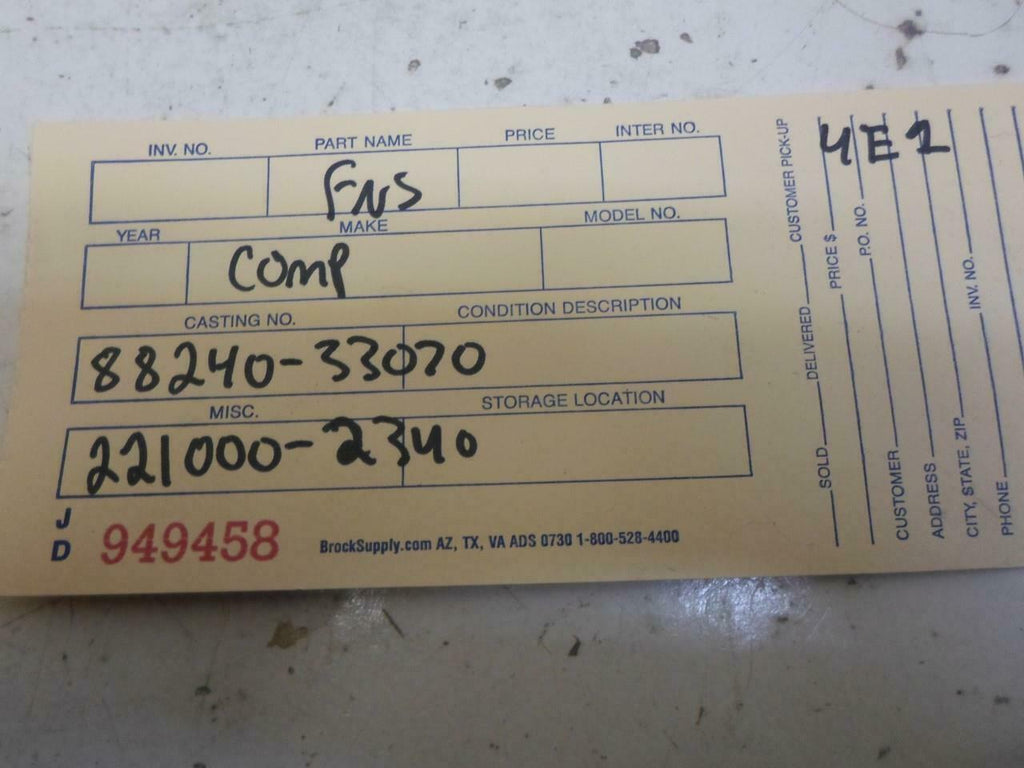 INV. NO. PART NAME PRICE INTER NO.
FNS
YEAR MAKE MODEL NO.
COMP
CASTING NO. CONDITION DESCRIPTION
88240-33070
MISC. STORAGE LOCATION
221000-2340
J D 949458 BrockSupply.com AZ, TX, VA ADS 0730 1-800-528-4400
4E2
SOLD DELIVERED CUSTOMER PICK-UP
PRICE $
P.O. NO.
CUSTOMER
ADDRESS
CITY, STATE, ZIP INV. NO.
PHONE